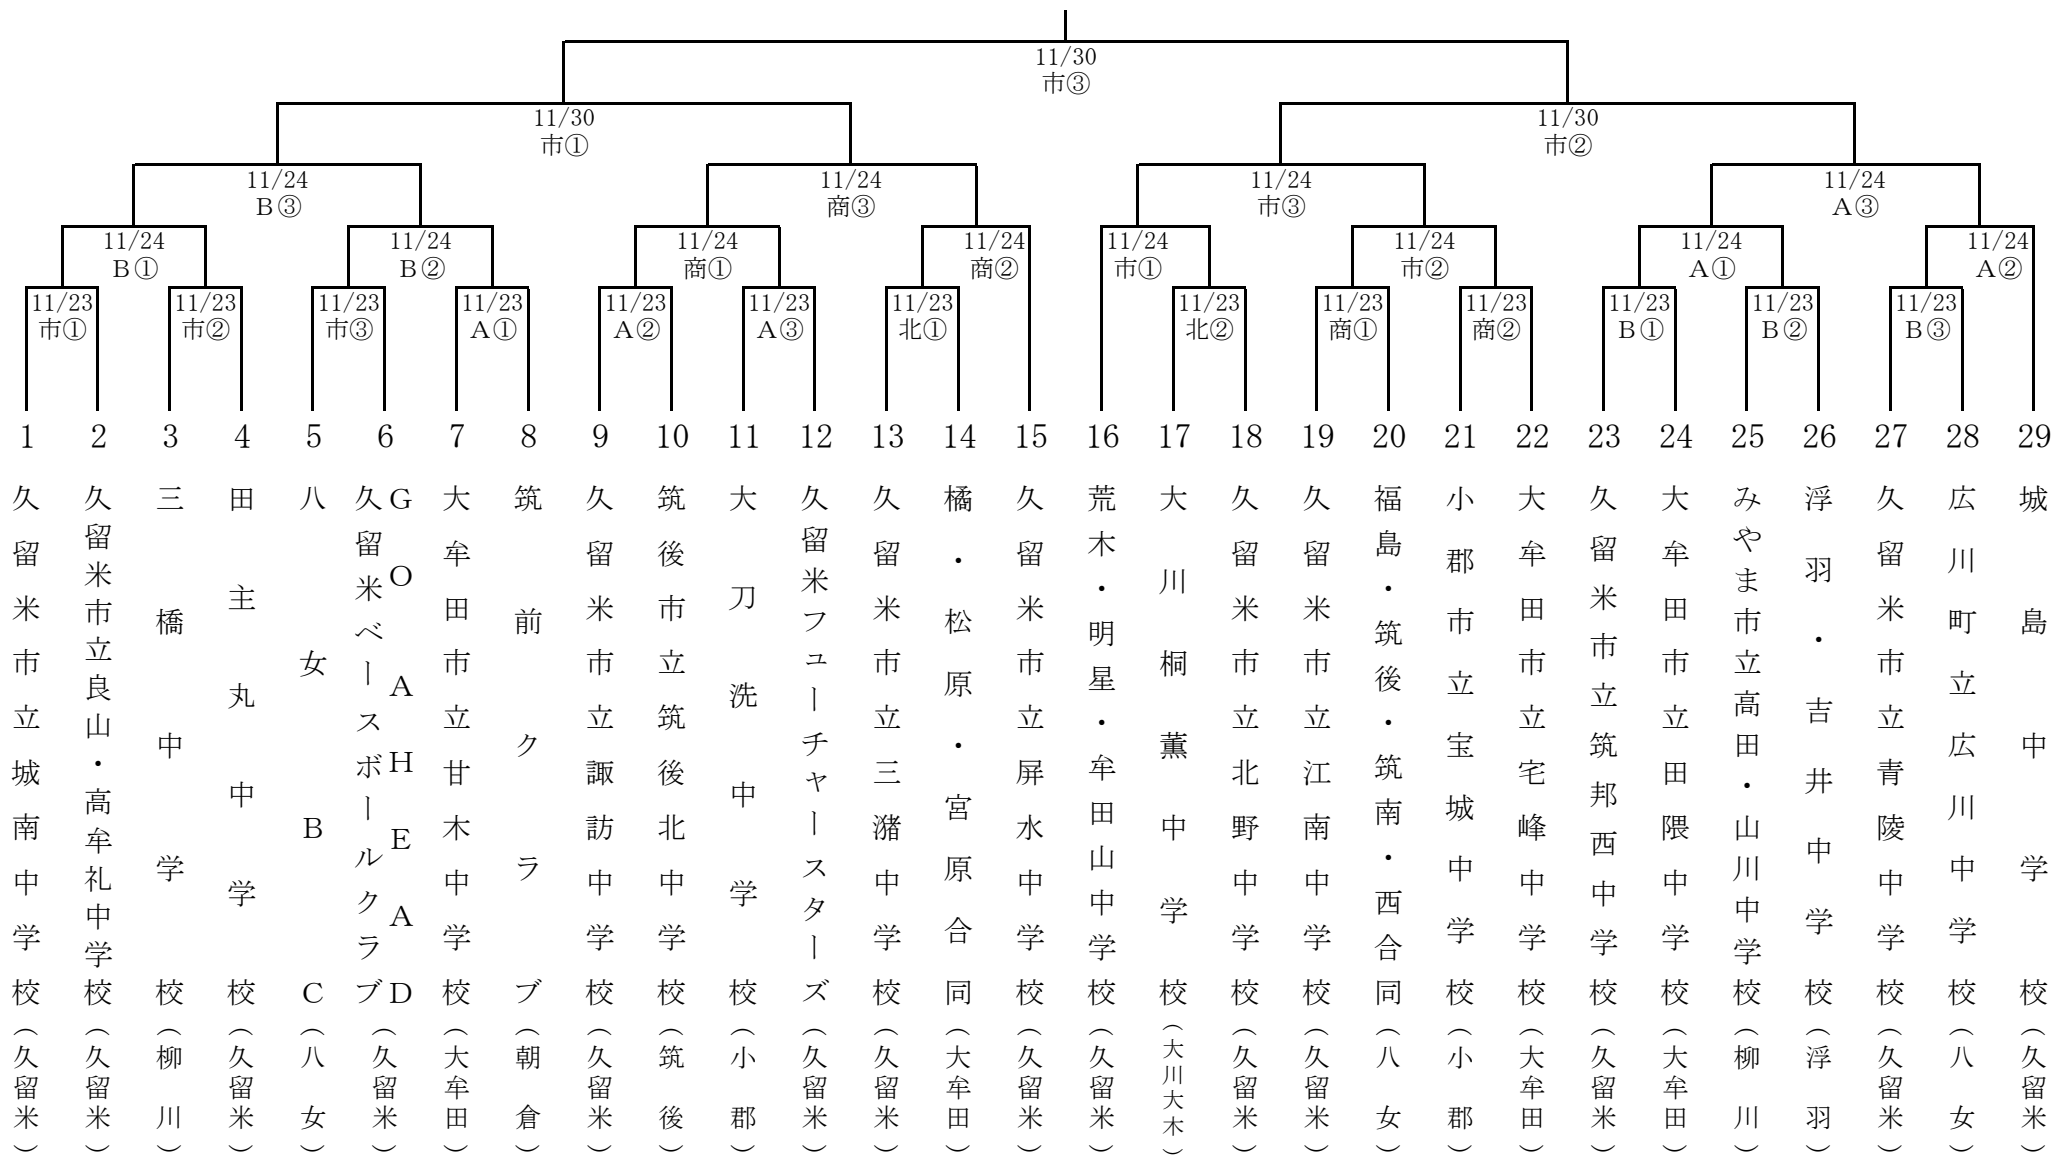 11/30
市③
11/30
市①
11/30
市②
11/24
B③
11/24
商③
11/24
市③
11/24
A③
11/24
B①
11/24
B②
11/24
商①
11/24
商②
11/24
市①
11/24
市②
11/24
A①
11/24
A②
11/23
市①
11/23
市②
11/23
市③
11/23
A①
11/23
A②
11/23
A③
11/23
北①
11/23
北②
11/23
商①
11/23
商②
11/23
B①
11/23
B②
11/23
B③
1 2 3 4 5 6 7 8 9 10 11 12 13 14 15 16 17 18 19 20 21 22 23 24 25 26 27 28 29
久留米市立城南中学校(久留米)
久留米市立良山・高牟礼中学校(久留米)
三橋中学校(柳川)
田主丸中学校(久留米)
八女BC(八女)
GO AHEAD
久留米ベースボールクラブ(久留米)
大牟田市立甘木中学校(大牟田)
筑前クラブ(朝倉)
久留米市立諏訪中学校(久留米)
筑後市立筑後北中学校(筑後)
大刀洗中学校(小郡)
久留米フューチャースターズ(久留米)
久留米市立三潴中学校(久留米)
橘・松原・宮原合同(大牟田)
久留米市立屏水中学校(久留米)
荒木・明星・牟田山中学校(久留米)
大川桐薫中学校(大川大木)
久留米市立北野中学校(久留米)
久留米市立江南中学校(久留米)
福島・筑後・筑南・西合同(八女)
小郡市立宝城中学校(小郡)
大牟田市立宅峰中学校(大牟田)
久留米市立筑邦西中学校(久留米)
大牟田市立田隈中学校(大牟田)
みやま市立高田・山川中学校(柳川)
浮羽・吉井中学校(浮羽)
久留米市立青陵中学校(久留米)
広川町立広川中学校(八女)
城島中学校(久留米)